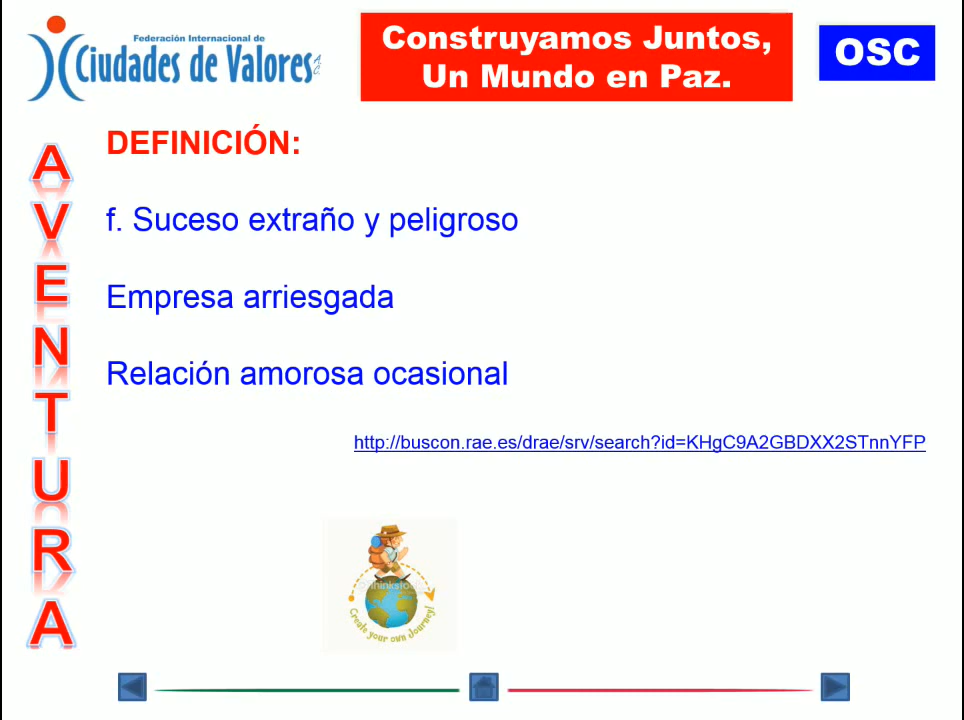 Federación Internacional de
Ciudades de Valores A.C.
Construyamos Juntos,
Un Mundo en Paz.
OSC
AVENTURA
DEFINICIÓN:
f. Suceso extraño y peligroso
Empresa arriesgada
Relación amorosa ocasional
http://buscon.rae.es/drae/srv/search?id=KHgC9A2GBDXX2STnnYFP
thinkstock
Create your own Journey!